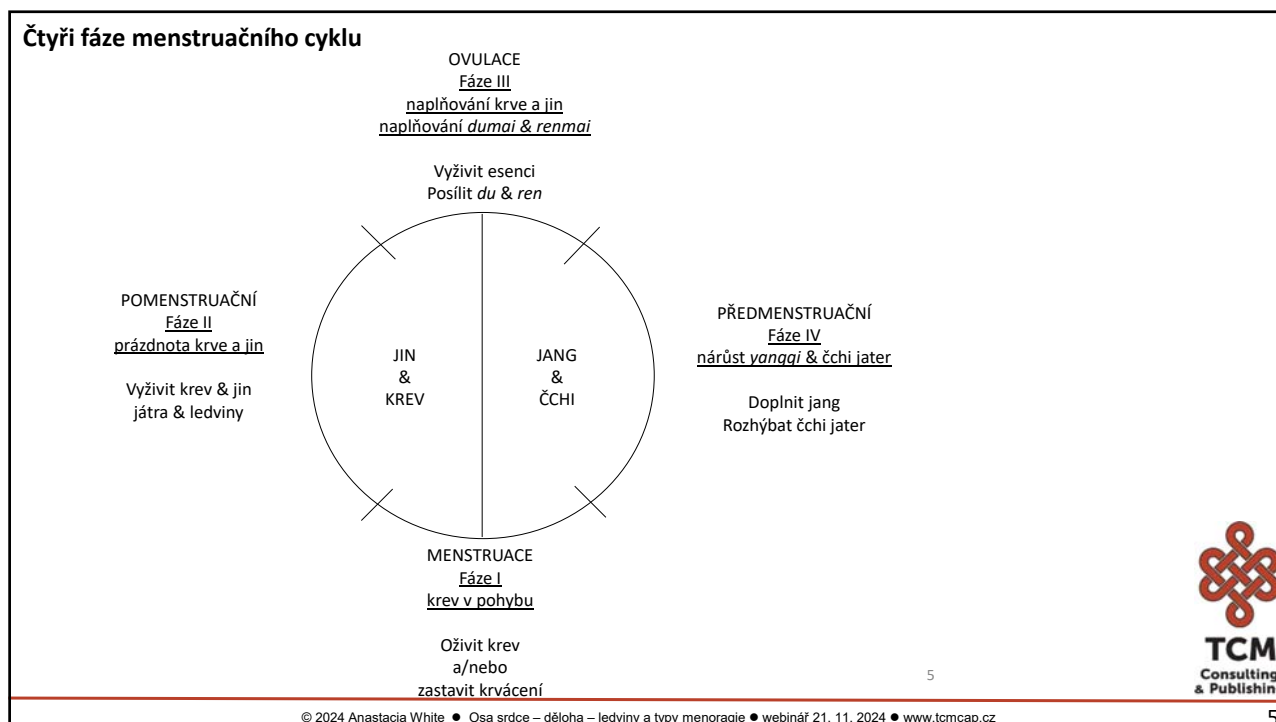 Čtyři fáze menstruačního cyklu
OVULACE
Fáze III
naplňování krve a jin
naplňování dumai & renmai
Vyživit esenci
Posílit du & ren
POMENSTRUAČNÍ
Fáze II
prázdnota krve a jin
Vyživit krev & jin
játra & ledviny
JIN
&
KREV
JANG
&
ČCHI
PŘEDMENSTRUAČNÍ
Fáze IV
nárůst yangqi & čchi jater
Doplnit jang
Rozhýbat čchi jater
MENSTRUACE
Fáze I
krev v pohybu
Oživit krev
a/nebo
zastavit krvácení
5
TCM
Consulting
& Publishin
© 2024 Anastacia White ● Osa srdce – děloha – ledviny a typy menoragie ● webinář 21. 11. 2024 ● www.tcmcap.cz